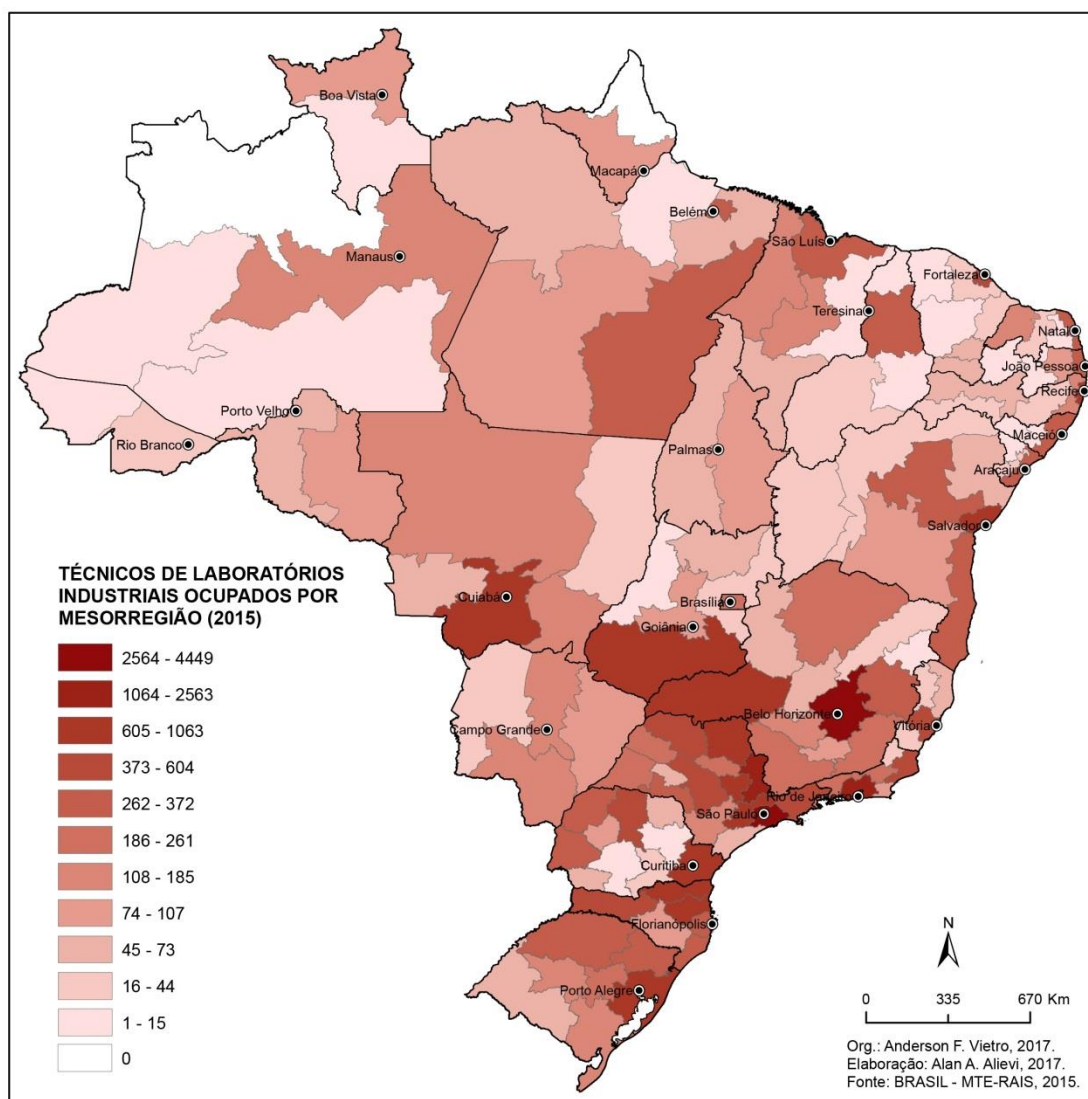 Boa Vista
Macapá
Belém
São Luís
Manaus
Fortaleza
Teresina
Natal
João Pessoa
Recife
Porto Velho
Maceió
Rio Branco
Palmas
Aracaju
Salvador
TÉCNICOS DE LABORATÓRIOS
INDUSTRIAIS OCUPADOS POR
MESORREGIÃO (2015)
Cuiabá
Brasília
Goiânia
2564 - 4449
1064 - 2563
605 - 1063
373 - 604
262 - 372
186 - 261
108 - 185
74 - 107
45 - 73
16 - 44
1 - 15
0
Belo Horizonte
Vitória
Campo Grande
Rio de Janeiro
São Paulo
Curitiba
Florianópolis
Porto Alegre
N
0 335 670 Km
Org.: Anderson F. Vietro, 2017.
Elaboração: Alan A. Alievi, 2017.
Fonte: BRASIL - MTE-RAIS, 2015.